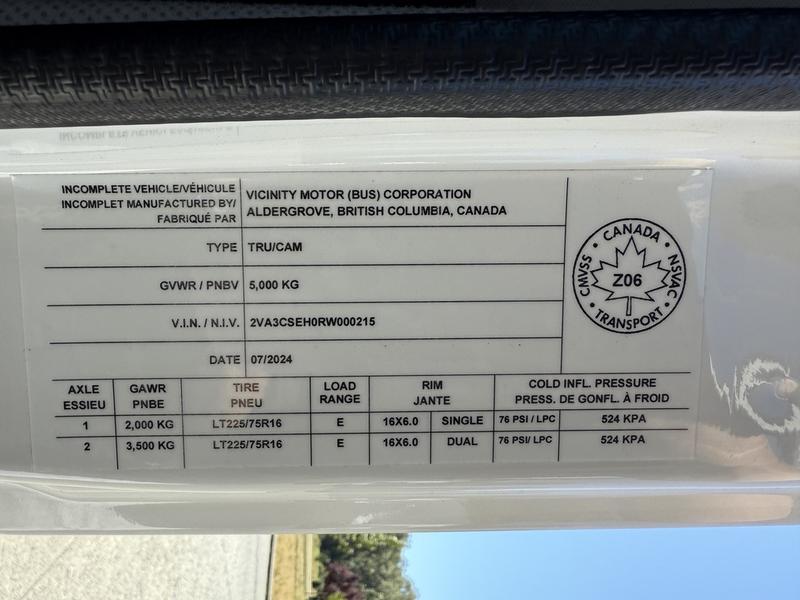 INCOMPLETE VEHICLE/VÉHICULE
INCOMPLET MANUFACTURED BY/
FABRIQUÉ PAR
VICINITY MOTOR (BUS) CORPORATION
ALDERGROVE, BRITISH COLUMBIA, CANADA
TYPE TRU/CAM
GVWR / PNBV 5,000 KG
V.I.N. / N.I.V. 2VA3CSEH0RW000215
DATE 07/2024
• CANADA •
CMVSS NSVAC
Z06
• TRANSPORT •
AXLE GAWR TIRE LOAD RIM COLD INFL. PRESSURE
ESSIEU PNBE PNEU RANGE JANTE PRESS. DE GONFL. À FROID
1 2,000 KG LT225/75R16 E 16X6.0 SINGLE 76 PSI / LPC 524 KPA
2 3,500 KG LT225/75R16 E 16X6.0 DUAL 76 PSI/ LPC 524 KPA